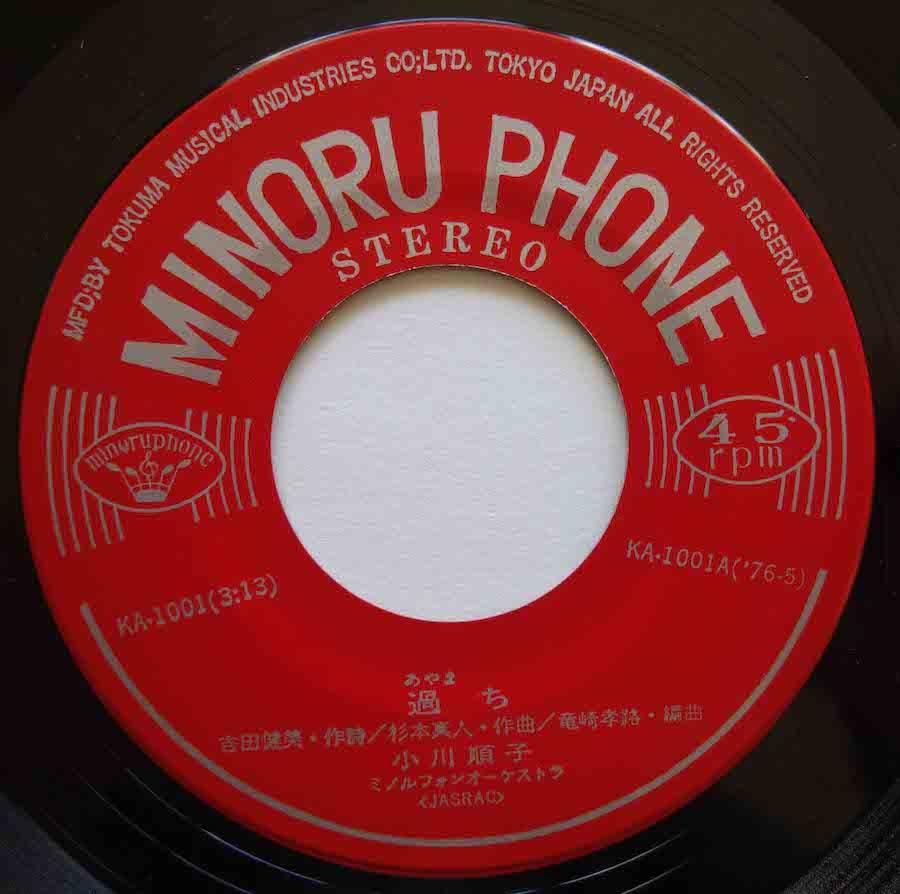 MFD;BY TOKUMA MUSICAL INDUSTRIES CO;LTD. TOKYO JAPAN ALL RIGHTS RESERVED
MINORU PHONE
STEREO
minoruphone
45
rpm
KA·1001(3:13)
KA·1001A('76-5)
あやま
過ち
吉田健美・作詩/杉本真人・作曲/竜崎孝路・編曲
小川順子
ミノルフォンオーケストラ
<JASRAC>